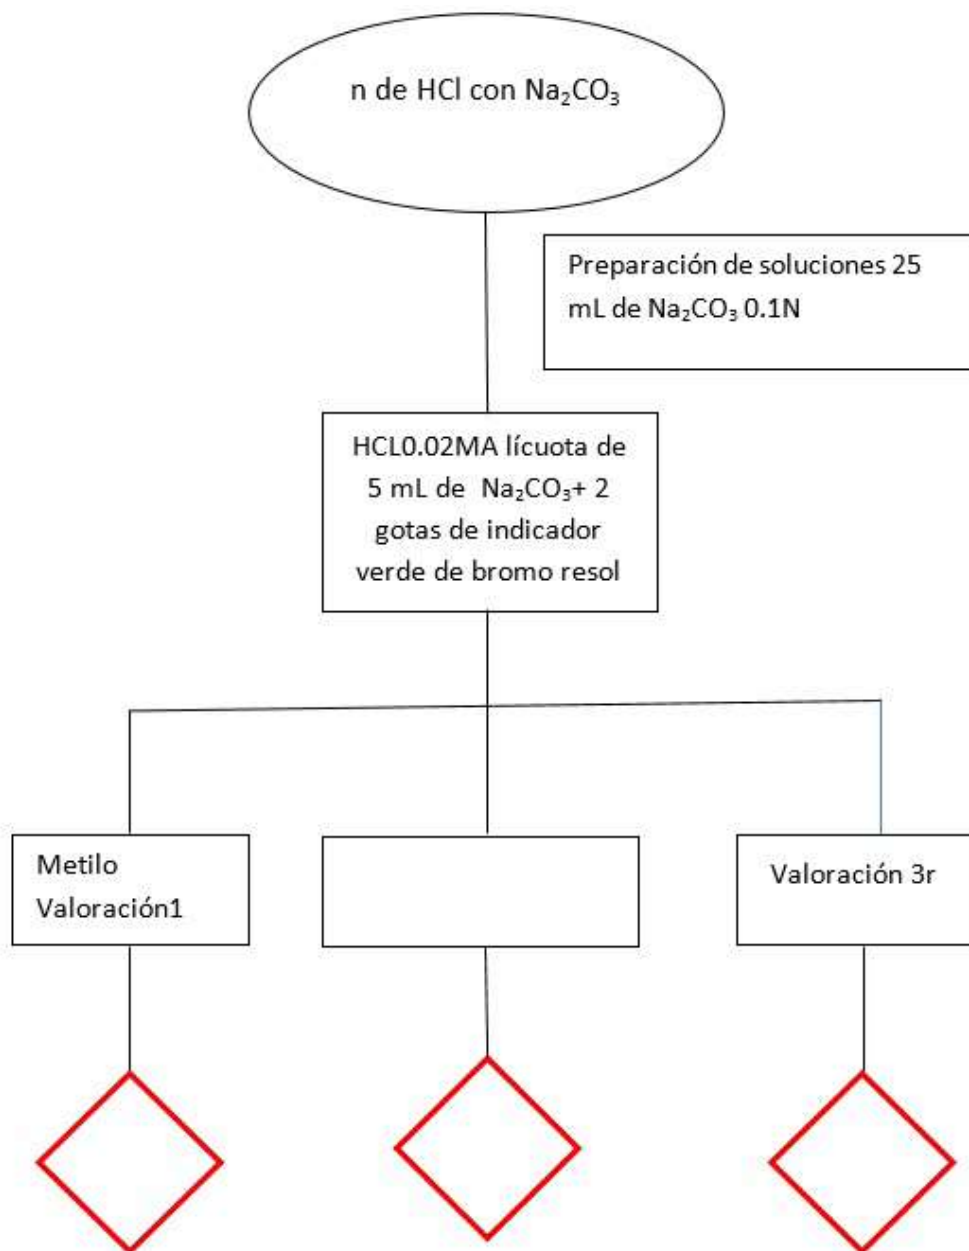 n de HCl con Na₂CO₃
Preparación de soluciones 25
mL de Na₂CO₃ 0.1N
HCL0.02MA lícuota de
5 mL de Na₂CO₃+ 2
gotas de indicador
verde de bromo resol
Metilo
Valoración1
Valoración 3r